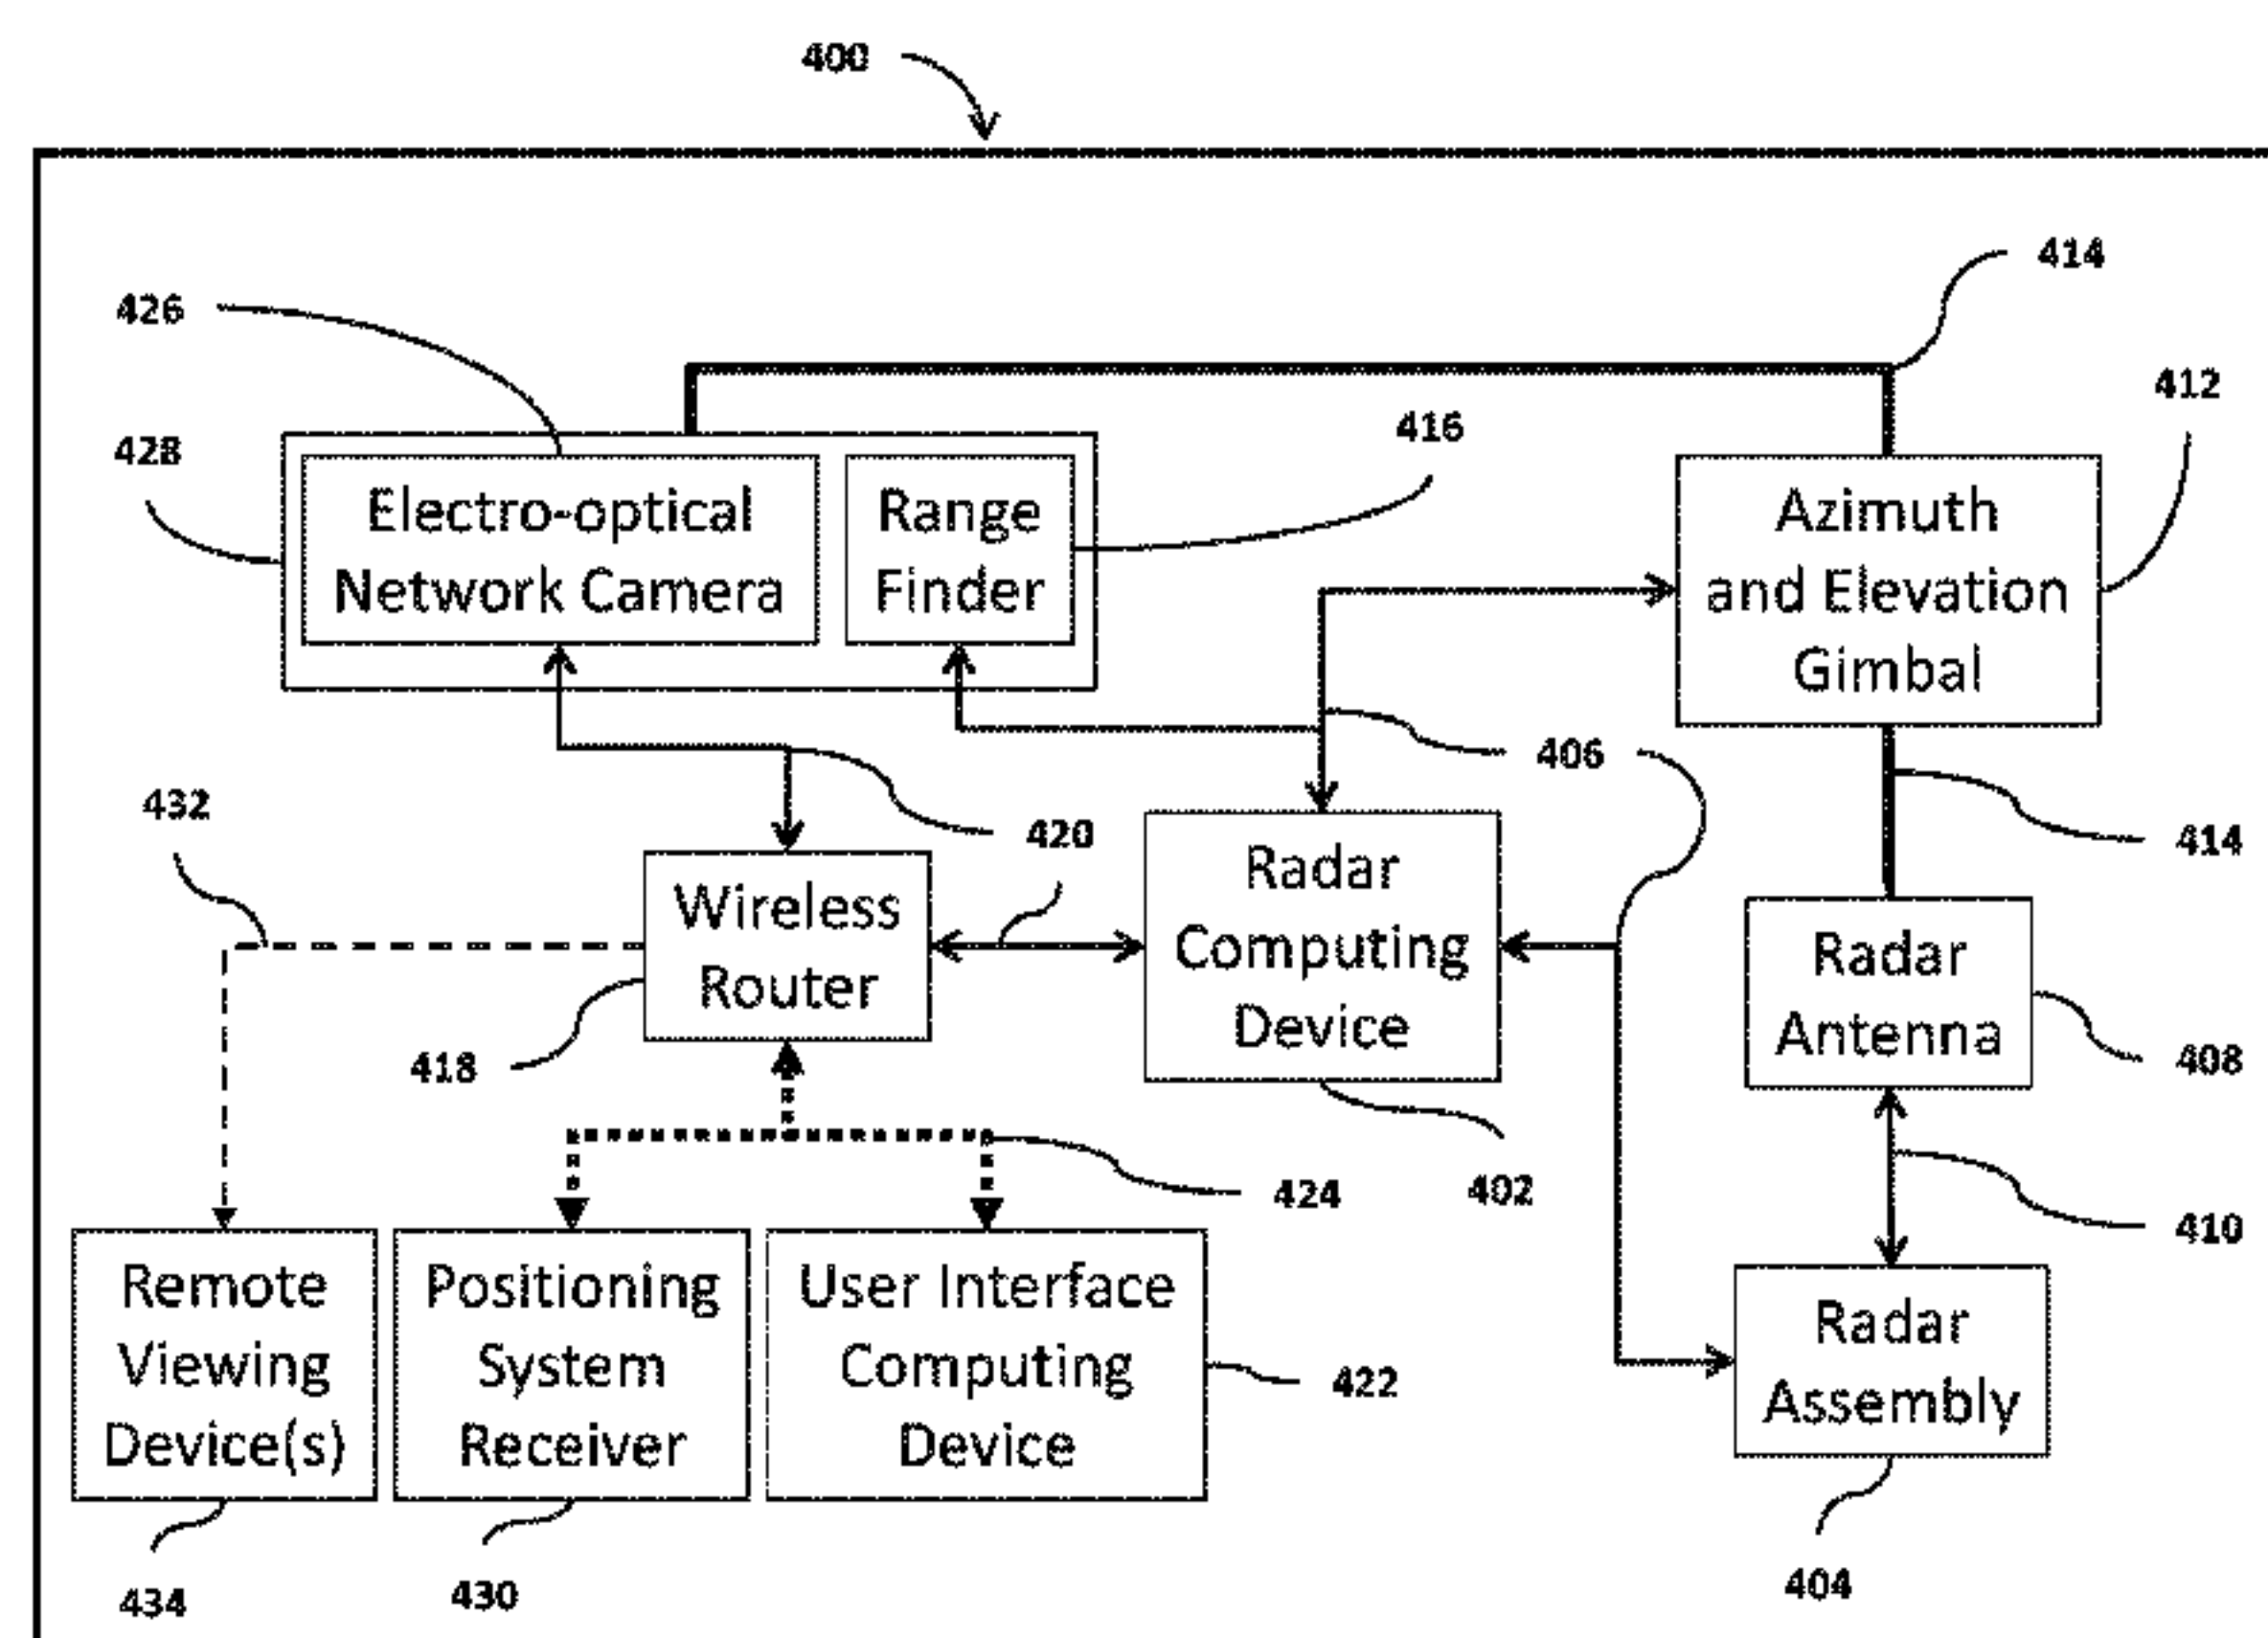 400
414
426
412
428
416
Electro-optical
Network Camera
Range
Finder
Azimuth
and Elevation
Gimbal
406
432
420
414
Wireless
Router
Radar
Computing
Device
Radar
Antenna
418
408
424
402
410
Remote
Viewing
Device(s)
Positioning
System
Receiver
User Interface
Computing
Device
422
Radar
Assembly
434
430
404